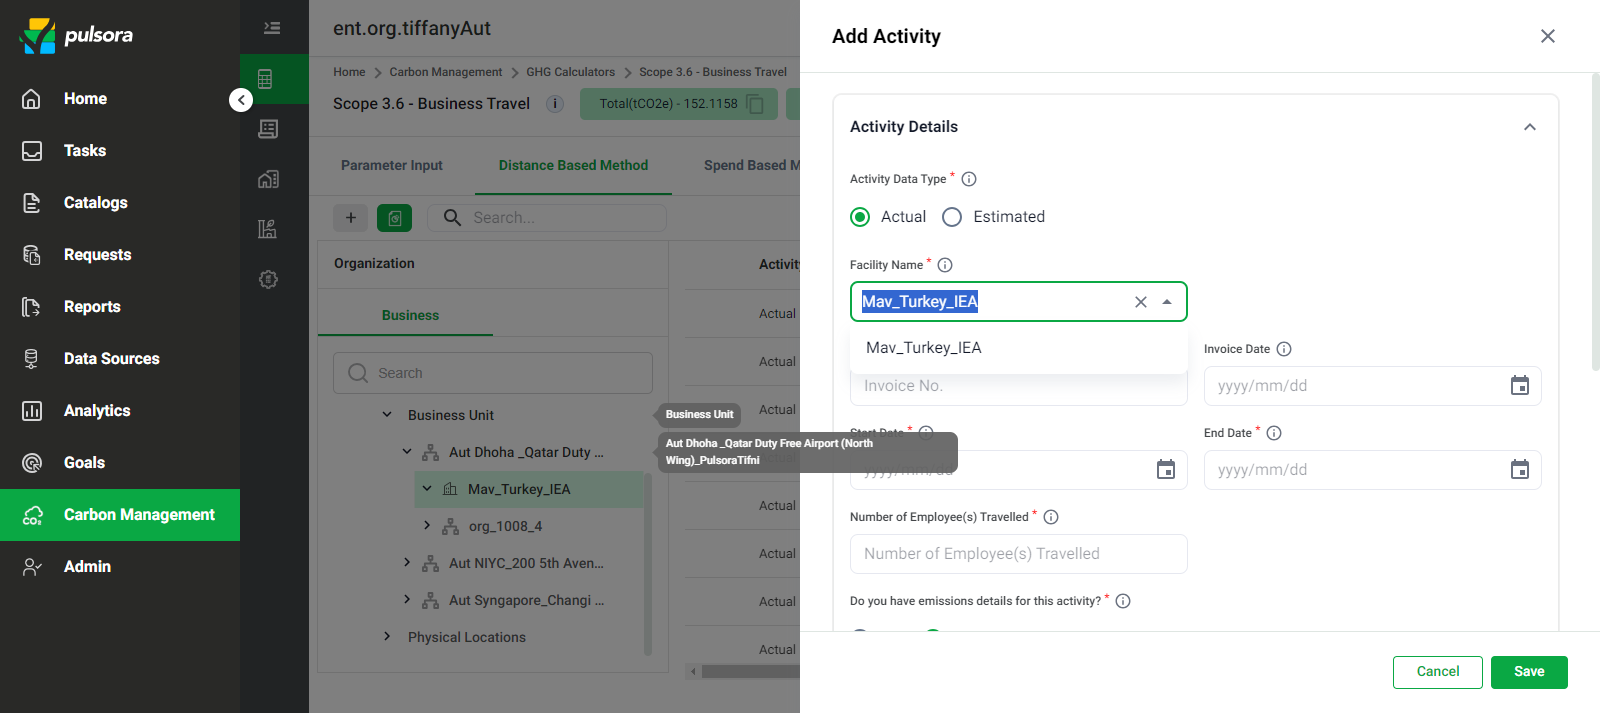 pulsora
Home
Tasks
Catalogs
Requests
Reports
Data Sources
Analytics
Goals
Carbon Management
Admin
ent.org.tiffanyAut
Home > Carbon Management > GHG Calculators > Scope 3.6 - Business Travel
Scope 3.6 - Business Travel
Total(tCO2e) - 152.1158
Parameter Input
Distance Based Method
Spend Based M
Search...
Organization
Business
Search
Business Unit
Aut Dhoha _Qatar Duty ...
Mav_Turkey_IEA
org_1008_4
Aut NIYC_200 5th Aven...
Aut Syngapore_Changi ...
Physical Locations
Business Unit
Aut Dhoha _Qatar Duty Free Airport (North
Wing)_PulsoraTifni
Activity
Actual
Actual
Actual
Actual
Actual
Actual
Actual
Add Activity
Activity Details
Activity Data Type *
Actual
Estimated
Facility Name *
Mav_Turkey_IEA
Mav_Turkey_IEA
Invoice No.
Invoice Date
yyyy/mm/dd
Start Date *
yyyy/mm/dd
End Date *
yyyy/mm/dd
Number of Employee(s) Travelled *
Number of Employee(s) Travelled
Do you have emissions details for this activity? *
Cancel
Save